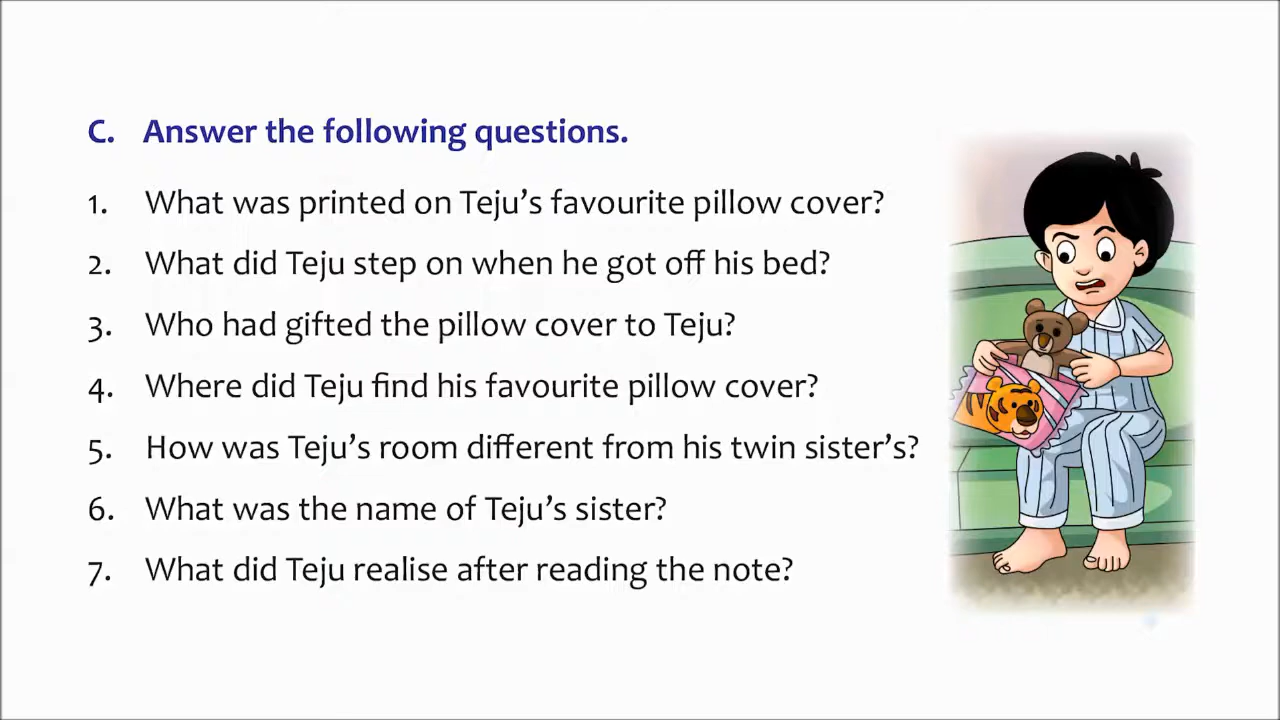 C. Answer the following questions.
1. What was printed on Teju’s favourite pillow cover?
2. What did Teju step on when he got off his bed?
3. Who had gifted the pillow cover to Teju?
4. Where did Teju find his favourite pillow cover?
5. How was Teju’s room different from his twin sister’s?
6. What was the name of Teju’s sister?
7. What did Teju realise after reading the note?